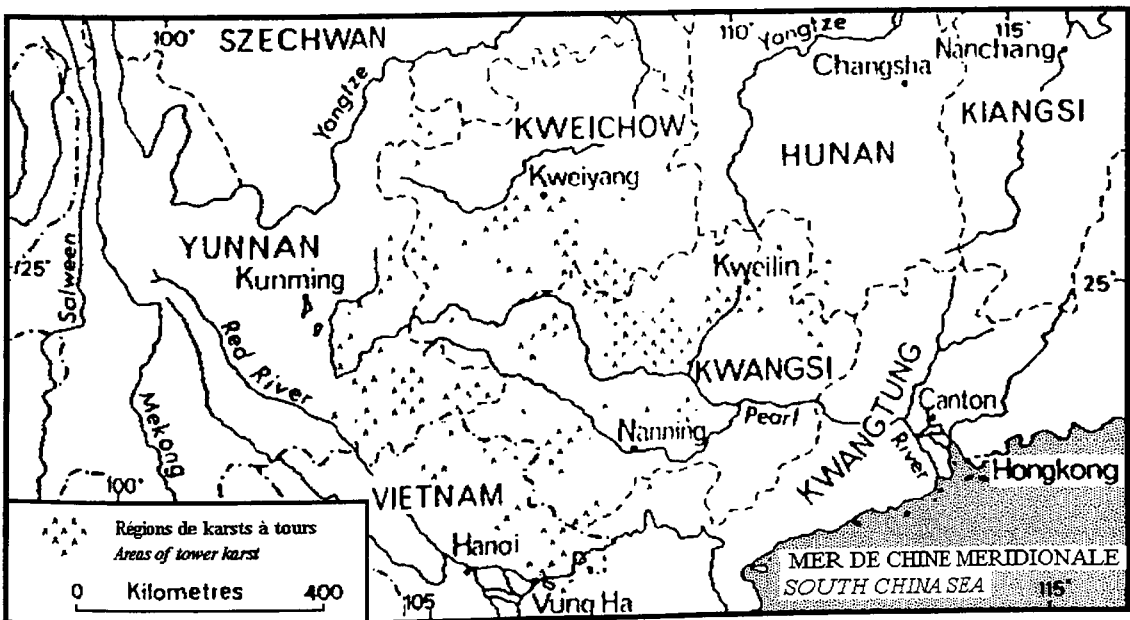 100°
SZECHWAN
Yangtze
110
Yangtze
115°
Nanchang
Changsha
KWEICHOW
KIANGSI
HUNAN
Kweiyang
YUNNAN
Kunming
25°
Salween
Kweilin
25°
Red River
KWANGSI
Mekong
Nanning
Pearl
River
KWANGTUNG
Canton
Hongkong
100°
VIETNAM
Hanoi
Vung Ha
105
MER DE CHINE MERIDIONALE
SOUTH CHINA SEA
115°
Régions de karsts à tours
Areas of tower karst
0 Kilometres 400